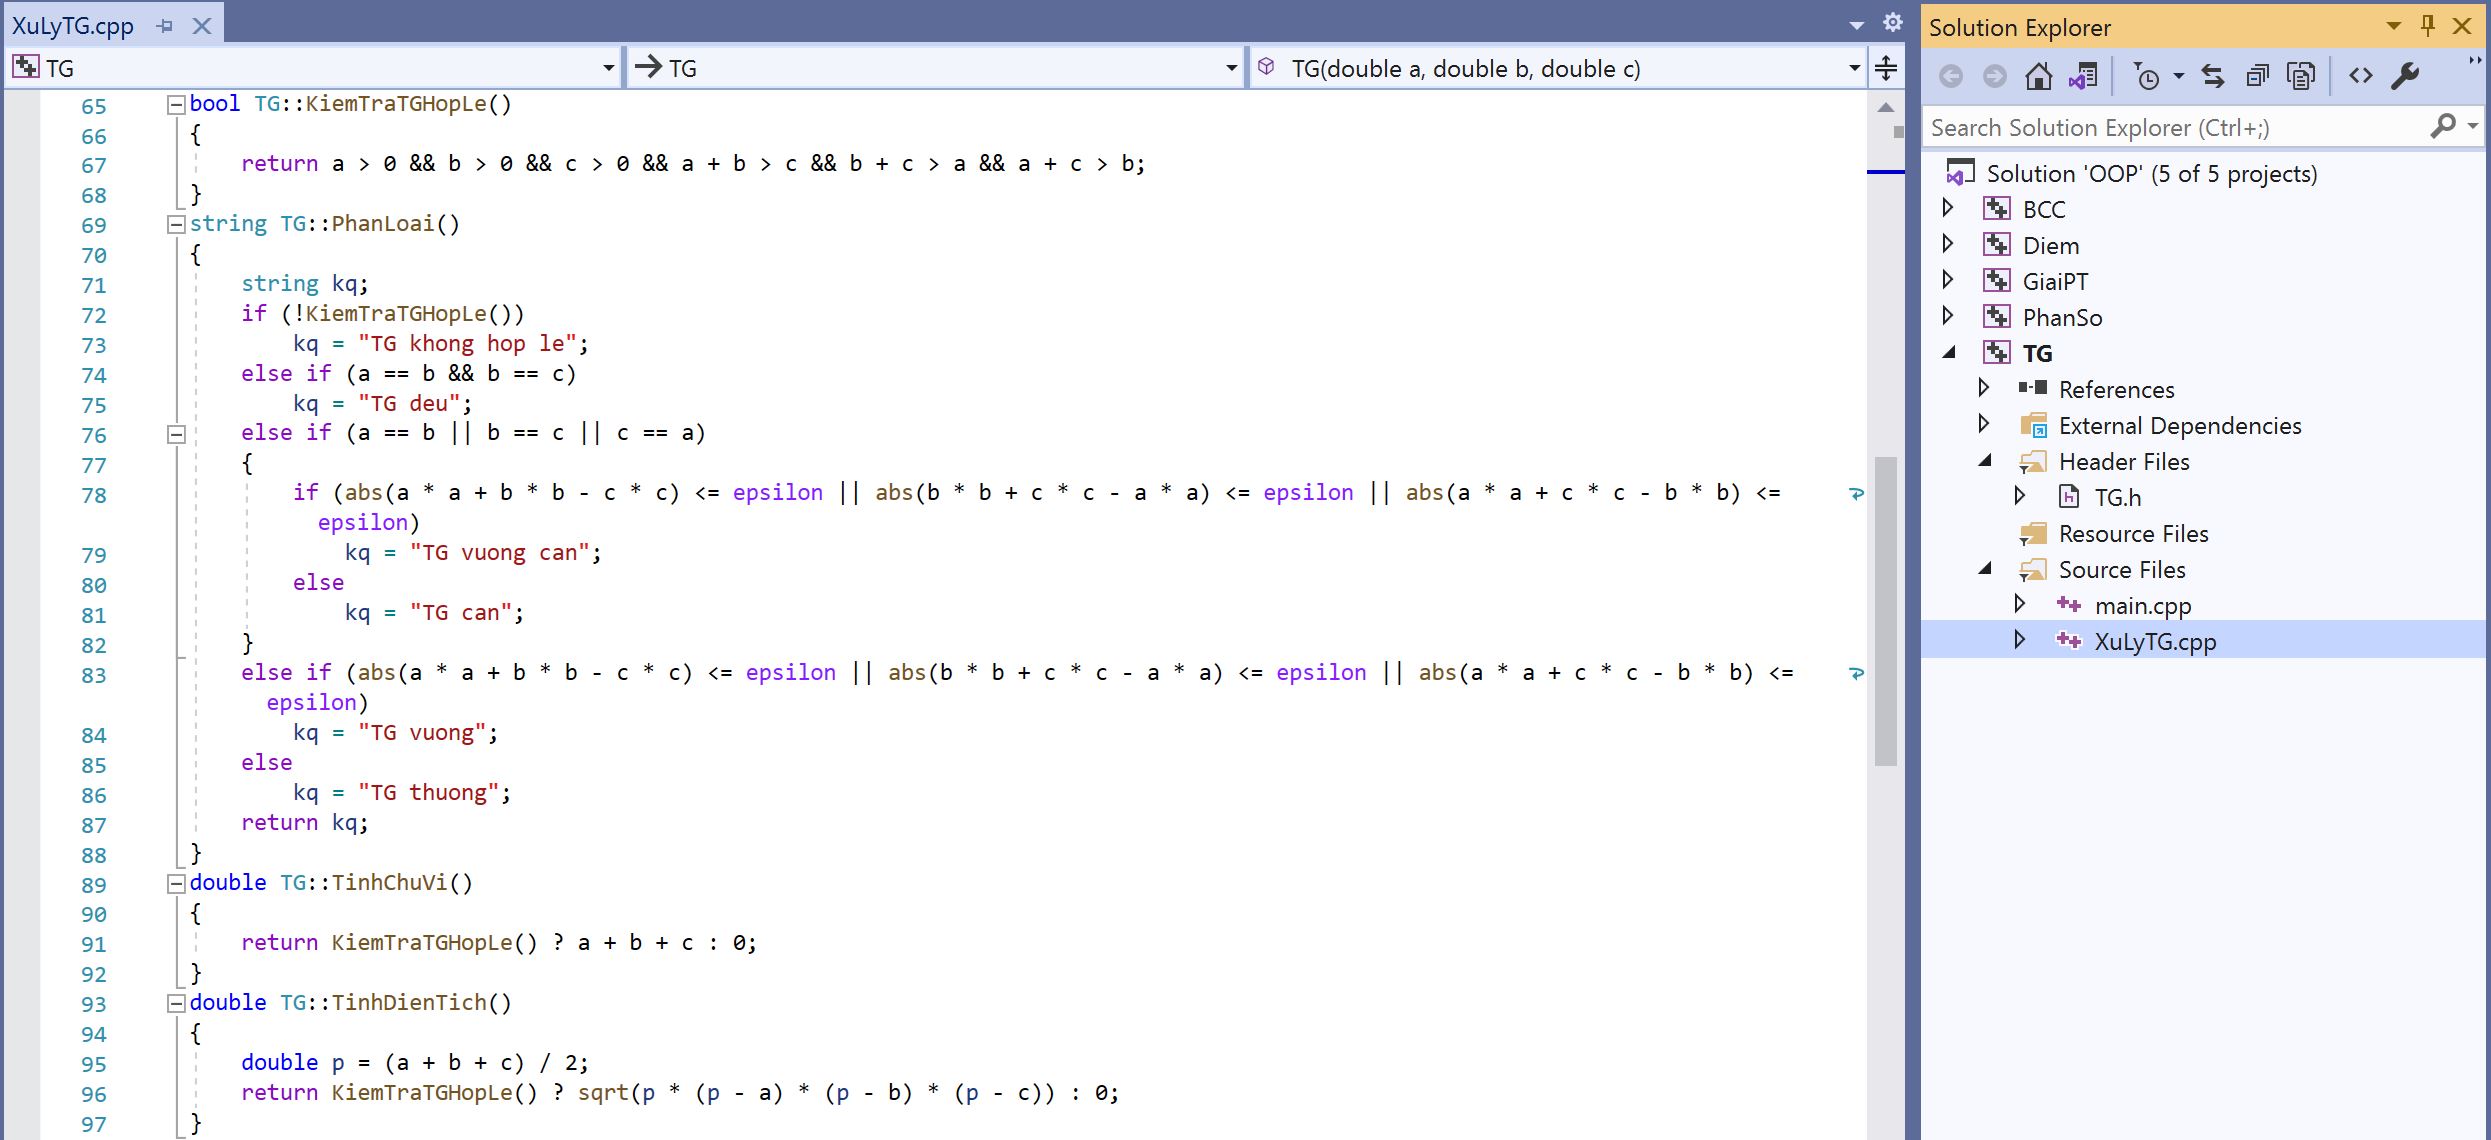 XuLyTG.cpp
TG
TG
TG(double a, double b, double c)
65 bool TG::KiemTraTGHopLe()
66 {
67 return a > 0 && b > 0 && c > 0 && a + b > c && b + c > a && a + c > b;
68 }
69 string TG::PhanLoai()
70 {
71 string kq;
72 if (!KiemTraTGHopLe())
73 kq = "TG khong hop le";
74 else if (a == b && b == c)
75 kq = "TG deu";
76 else if (a == b || b == c || c == a)
77 {
78 if (abs(a * a + b * b - c * c) <= epsilon || abs(b * b + c * c - a * a) <= epsilon || abs(a * a + c * c - b * b) <=
epsilon)
79 kq = "TG vuong can";
80 else
81 kq = "TG can";
82 }
83 else if (abs(a * a + b * b - c * c) <= epsilon || abs(b * b + c * c - a * a) <= epsilon || abs(a * a + c * c - b * b) <=
epsilon)
84 kq = "TG vuong";
85 else
86 kq = "TG thuong";
87 return kq;
88 }
89 double TG::TinhChuVi()
90 {
91 return KiemTraTGHopLe() ? a + b + c : 0;
92 }
93 double TG::TinhDienTich()
94 {
95 double p = (a + b + c) / 2;
96 return KiemTraTGHopLe() ? sqrt(p * (p - a) * (p - b) * (p - c)) : 0;
97 }
Solution Explorer
Search Solution Explorer (Ctrl+;)
Solution 'OOP' (5 of 5 projects)
BCC
Diem
GiaiPT
PhanSo
TG
References
External Dependencies
Header Files
TG.h
Resource Files
Source Files
main.cpp
XuLyTG.cpp